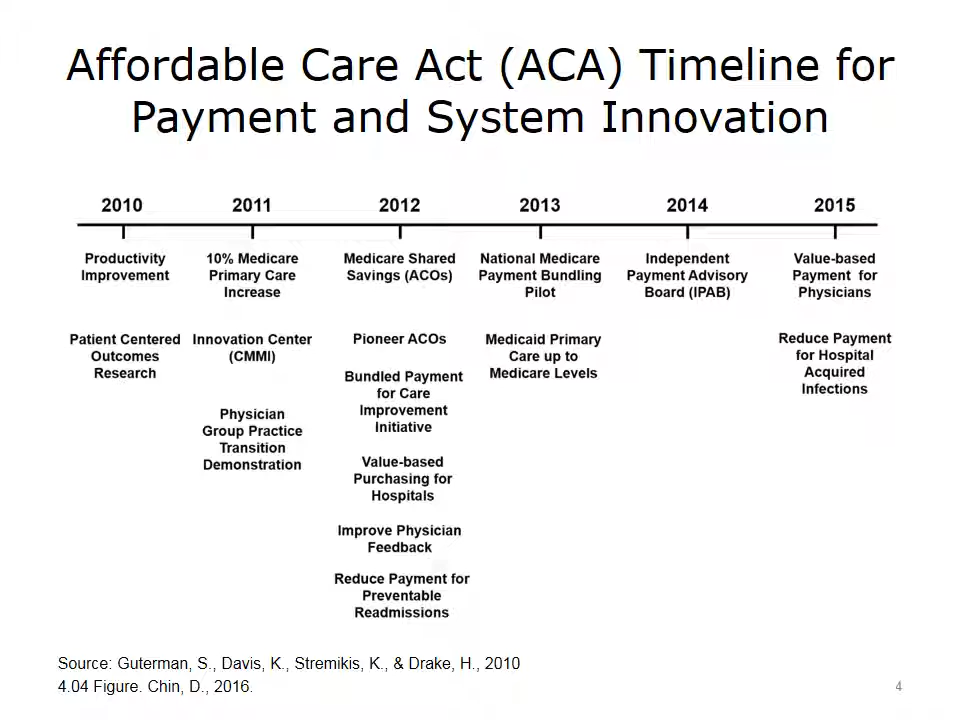 Affordable Care Act (ACA) Timeline for
Payment and System Innovation
2010
2011
2012
2013
2014
2015
Productivity
Improvement
Patient Centered
Outcomes
Research
10% Medicare
Primary Care
Increase
Innovation Center
(CMMI)
Physician
Group Practice
Transition
Demonstration
Medicare Shared
Savings (ACOs)
Pioneer ACOs
Bundled Payment
for Care
Improvement
Initiative
Value-based
Purchasing for
Hospitals
Improve Physician
Feedback
Reduce Payment for
Preventable
Readmissions
National Medicare
Payment Bundling
Pilot
Medicaid Primary
Care up to
Medicare Levels
Independent
Payment Advisory
Board (IPAB)
Value-based
Payment for
Physicians
Reduce Payment
for Hospital
Acquired
Infections
Source: Guterman, S., Davis, K., Stremikis, K., & Drake, H., 2010
4.04 Figure. Chin, D., 2016.
4